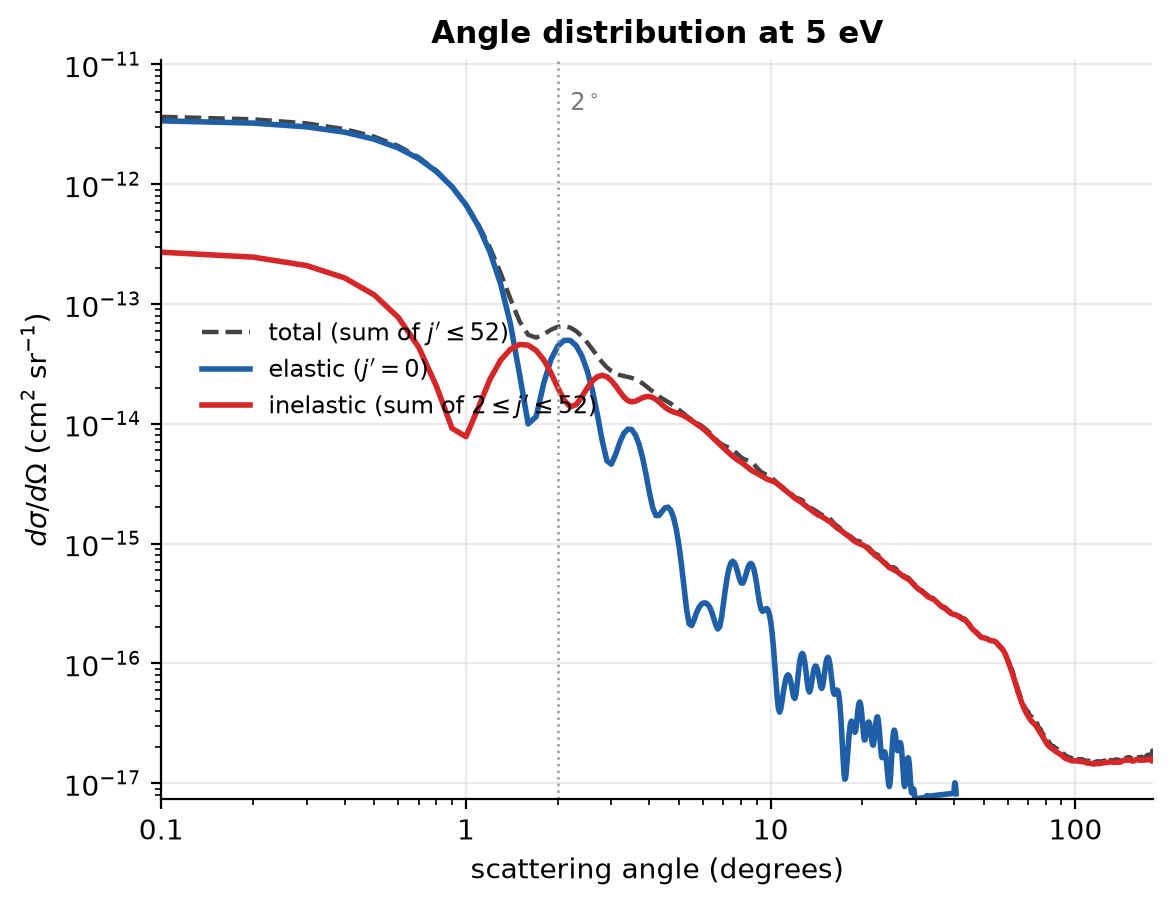 Angle distribution at 5 eV
10⁻¹¹
10⁻¹²
10⁻¹³
10⁻¹⁴
10⁻¹⁵
10⁻¹⁶
10⁻¹⁷
dσ/dΩ (cm² sr⁻¹)
2°
total (sum of j′ ≤ 52)
elastic (j′ = 0)
inelastic (sum of 2 ≤ j′ ≤ 52)
0.1 1 10 100
scattering angle (degrees)